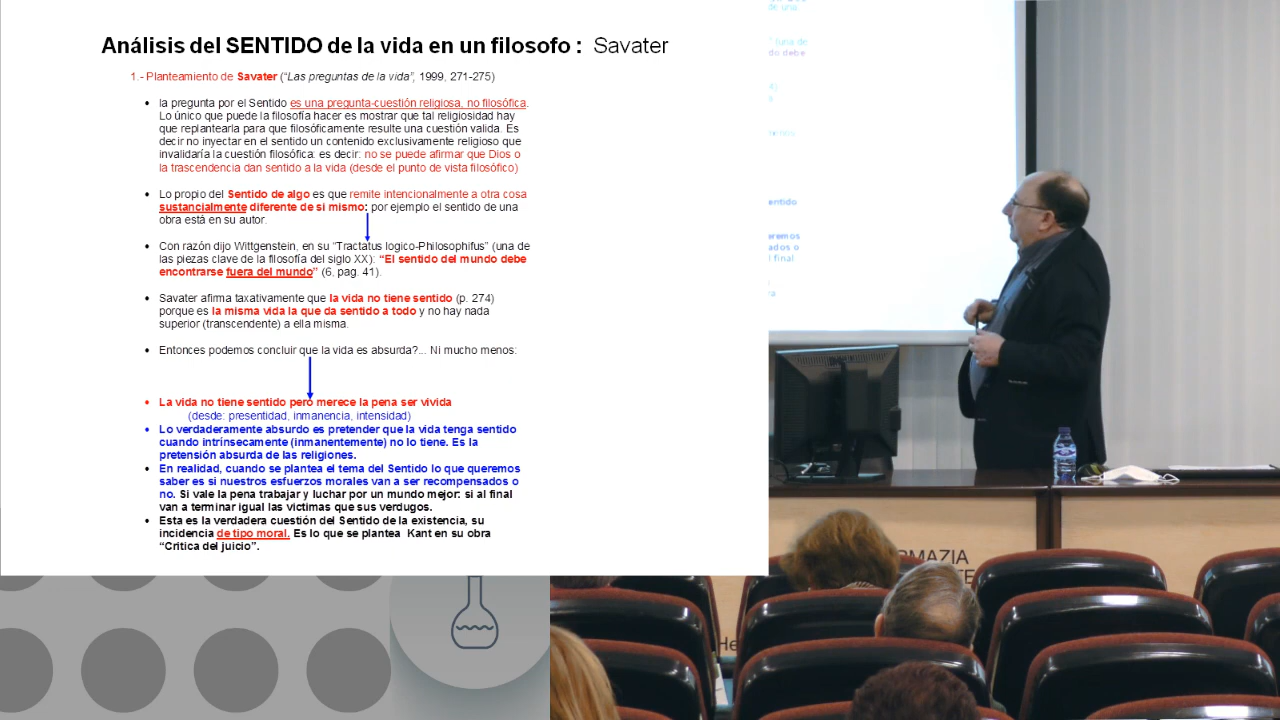 Análisis del SENTIDO de la vida en un filosofo : Savater
1.- Planteamiento de Savater ("Las preguntas de la vida", 1999, 271-275)
• la pregunta por el Sentido es una pregunta-cuestión religiosa, no filosófica.
Lo único que puede la filosofía hacer es mostrar que tal religiosidad hay
que replantearla para que filosóficamente resulte una cuestión valida. Es
decir no inyectar en el sentido un contenido exclusivamente religioso que
invalidaría la cuestión filosófica: es decir: no se puede afirmar que Dios o
la trascendencia dan sentido a la vida (desde el punto de vista filosófico)
• Lo propio del Sentido de algo es que remite intencionalmente a otra cosa
sustancialmente diferente de si mismo: por ejemplo el sentido de una
obra está en su autor.
• Con razón dijo Wittgenstein, en su "Tractatus logico-Philosophifus" (una de
las piezas clave de la filosofía del siglo XX): "El sentido del mundo debe
encontrarse fuera del mundo" (6, pag. 41).
• Savater afirma taxativamente que la vida no tiene sentido (p. 274)
porque es la misma vida la que da sentido a todo y no hay nada
superior (transcendente) a ella misma.
• Entonces podemos concluir que la vida es absurda?... Ni mucho menos:
• La vida no tiene sentido pero merece la pena ser vivida
(desde: presentidad, inmanencia, intensidad)
• Lo verdaderamente absurdo es pretender que la vida tenga sentido
cuando intrínsecamente (inmanentemente) no lo tiene. Es la
pretensión absurda de las religiones.
• En realidad, cuando se plantea el tema del Sentido lo que queremos
saber es si nuestros esfuerzos morales van a ser recompensados o
no. Si vale la pena trabajar y luchar por un mundo mejor: si al final
van a terminar igual las victimas que sus verdugos.
• Esta es la verdadera cuestión del Sentido de la existencia, su
incidencia de tipo moral. Es lo que se plantea Kant en su obra
"Critica del juicio".
de una
" (una de
do debe
entido
ados o
l final